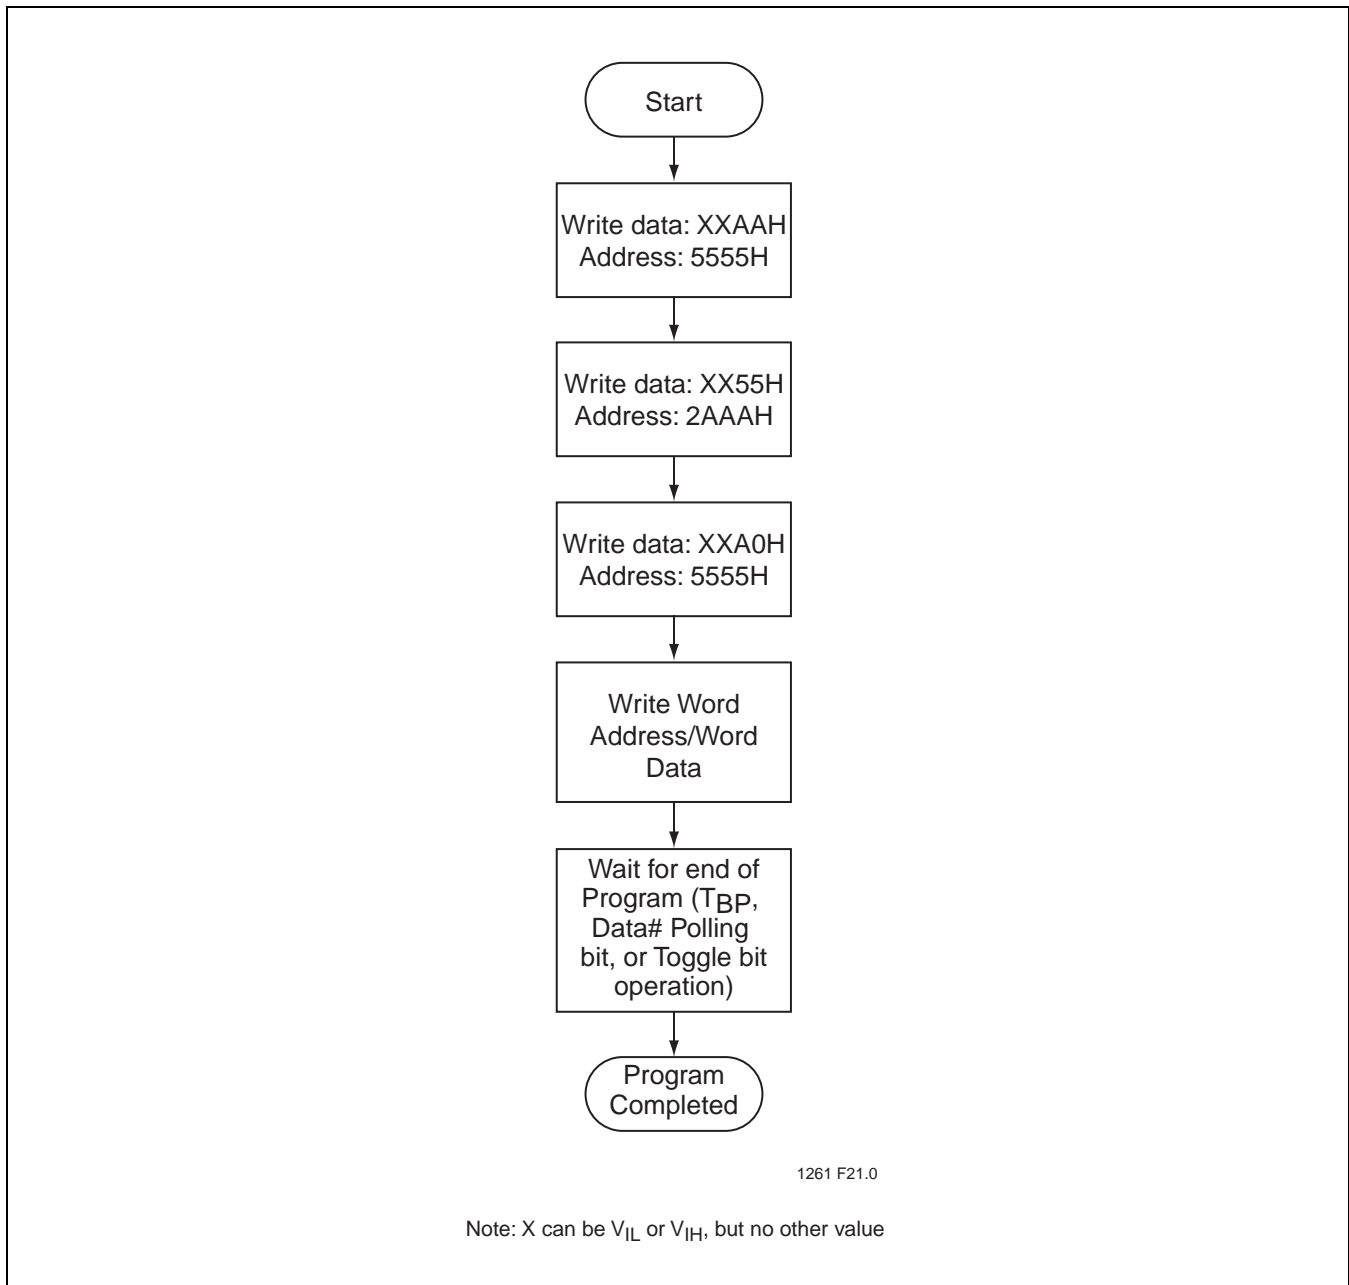 Start
Write data: XXAAH
Address: 5555H
Write data: XX55H
Address: 2AAAH
Write data: XXA0H
Address: 5555H
Write Word
Address/Word
Data
Wait for end of
Program (TBP,
Data# Polling
bit, or Toggle bit
operation)
Program
Completed
1261 F21.0
Note: X can be VIL or VIH, but no other value